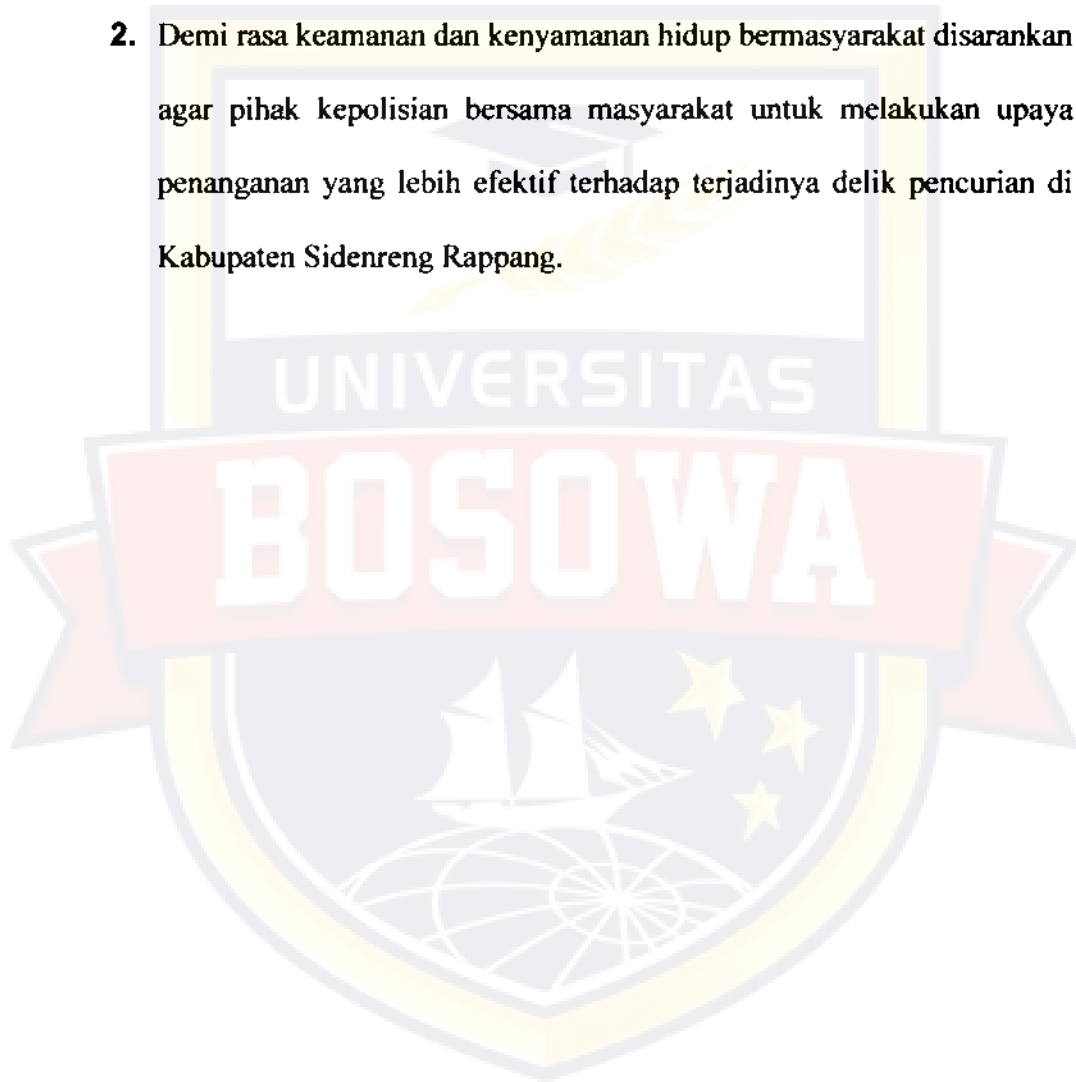 2. Demi rasa keamanan dan kenyamanan hidup bermasyarakat disarankan
agar pihak kepolisian bersama masyarakat untuk melakukan upaya
penanganan yang lebih efektif terhadap terjadinya delik pencurian di
Kabupaten Sidenreng Rappang.
UNIVERSITAS
BOSOWA